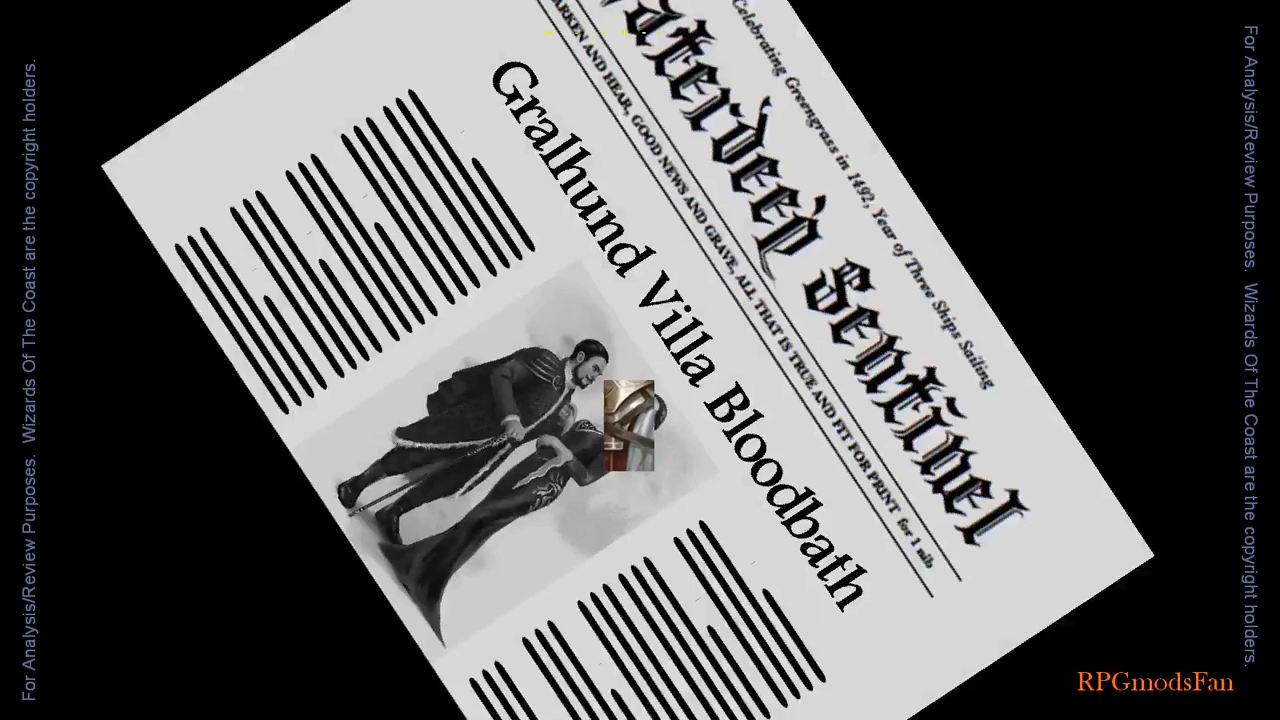 Celebrating Greengrass in 1492, Year of Three Ships Sailing
Waterdeep Sentinel
HARKEN AND HEAR, GOOD NEWS AND GRAVE, ALL THAT IS TRUE AND FIT FOR PRINT for 1 nib
Gralhund Villa Bloodbath
For Analysis/Review Purposes. Wizards Of The Coast are the copyright holders.
For Analysis/Review Purposes. Wizards Of The Coast are the copyright holders.
RPGmodsFan